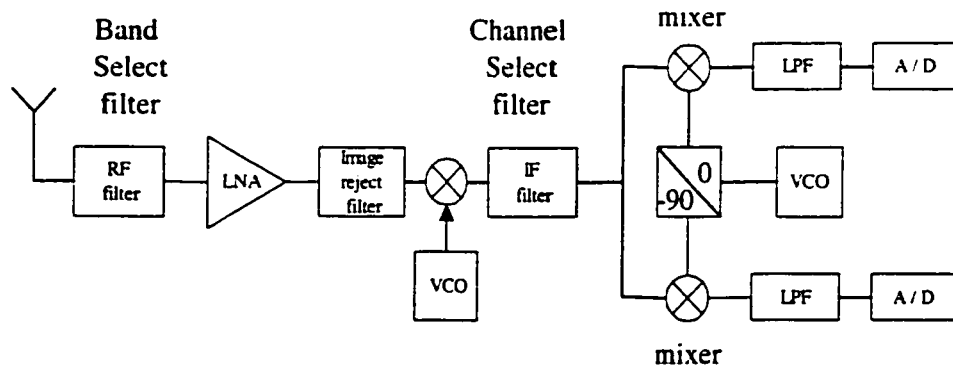 Band
Select
filter
Channel
Select
filter
mixer
RF
filter
LNA
Image
reject
filter
VCO
IF
filter
LPF
A / D
0
-90
VCO
LPF
A / D
mixer